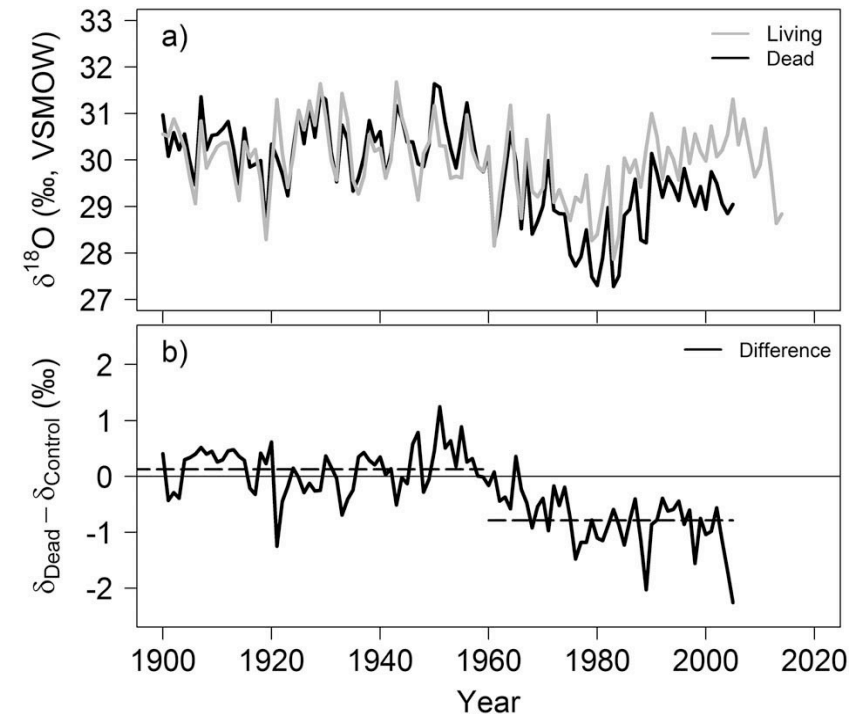 a)
Living
Dead
33
32
31
30
29
28
27
δ¹⁸O (‰, VSMOW)
b)
Difference
2
1
0
-1
-2
δDead − δControl (‰)
1900 1920 1940 1960 1980 2000 2020
Year